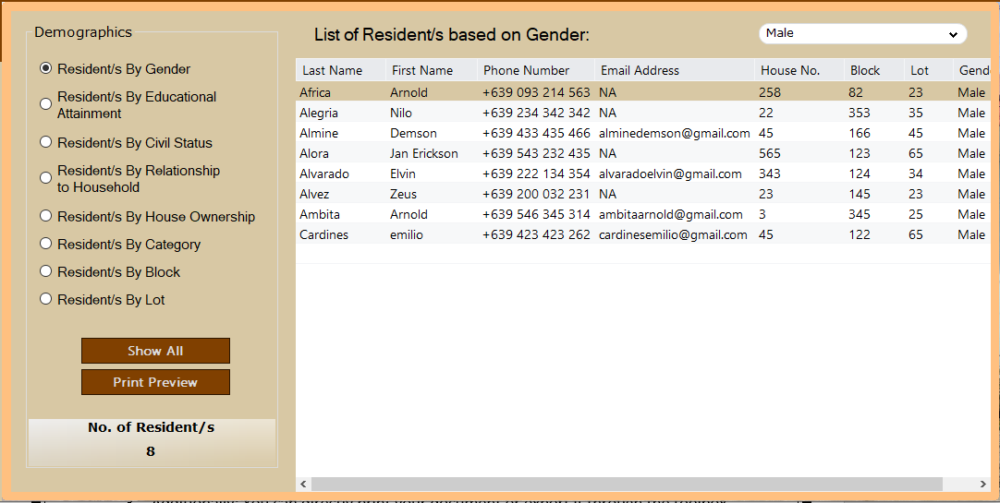 Demographics
Resident/s By Gender
Resident/s By Educational
Attainment
Resident/s By Civil Status
Resident/s By Relationship
to Household
Resident/s By House Ownership
Resident/s By Category
Resident/s By Block
Resident/s By Lot
Show All
Print Preview
No. of Resident/s
8
List of Resident/s based on Gender:
Male
Last Name First Name Phone Number Email Address House No. Block Lot Gend
Africa Arnold +639 093 214 563 NA 258 82 23 Male
Alegria Nilo +639 234 342 342 NA 22 353 35 Male
Almine Demson +639 433 435 466 alminedemson@gmail.com 45 166 45 Male
Alora Jan Erickson +639 543 232 435 NA 565 123 65 Male
Alvarado Elvin +639 222 134 354 alvaradoelvin@gmail.com 343 124 34 Male
Alvez Zeus +639 200 032 231 NA 23 145 23 Male
Ambita Arnold +639 546 345 314 ambitaarnold@gmail.com 3 345 25 Male
Cardines emilio +639 423 423 262 cardinesemilio@gmail.com 45 122 65 Male